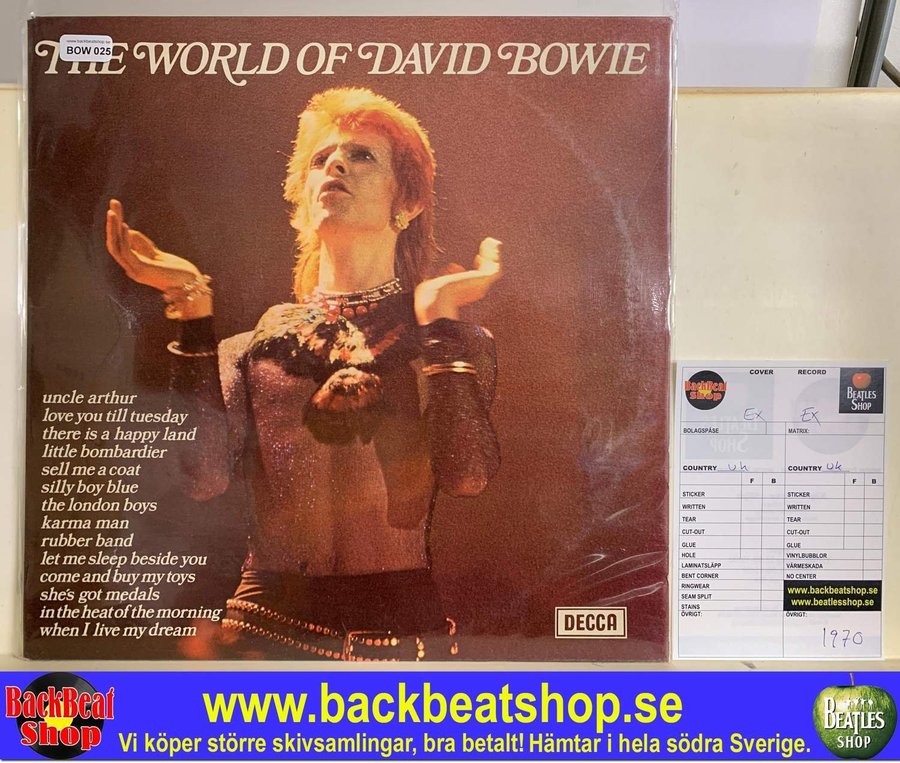 www.backbeatshop.se
BOW 025
THE WORLD OF DAVID BOWIE
uncle arthur
love you till tuesday
there is a happy land
little bombardier
sell me a coat
silly boy blue
the london boys
karma man
rubber band
let me sleep beside you
come and buy my toys
she's got medals
in the heat of the morning
when I live my dream
DECCA
BackBeat Shop
COVER RECORD
BEATLES SHOP
Ex Ex
BOLAGSPÅSE MATRIX:
COUNTRY Uk COUNTRY Uk
F B F B
STICKER STICKER
WRITTEN WRITTEN
TEAR TEAR
CUT-OUT CUT-OUT
GLUE GLUE
HOLE VINYLBUBBLOR
LAMINATSLÄPP VÄRMESKADA
BENT CORNER NO CENTER
RINGWEAR
SEAM SPLIT
STAINS
www.backbeatshop.se
www.beatlesshop.se
ÖVRIGT: ÖVRIGT:
1970
BackBeat Shop
www.backbeatshop.se
Vi köper större skivsamlingar, bra betalt! Hämtar i hela södra Sverige.
BEATLES SHOP